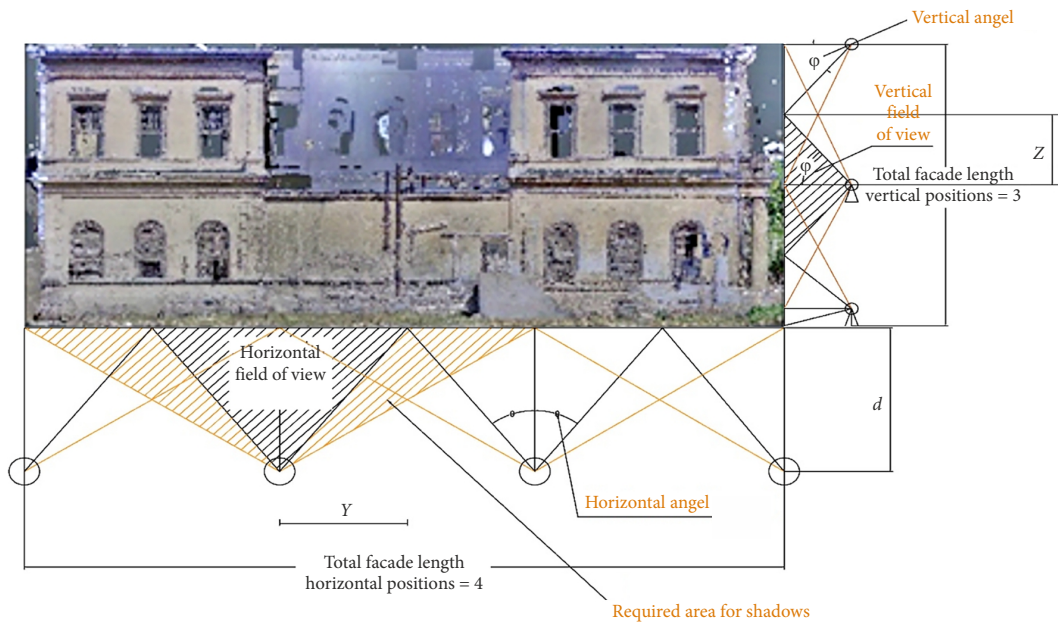 Vertical angel
φ
Vertical
field
of view
Z
φ
Total facade length
vertical positions = 3
Horizontal
field of view
d
θ θ
Horizontal angel
Y
Total facade length
horizontal positions = 4
Required area for shadows